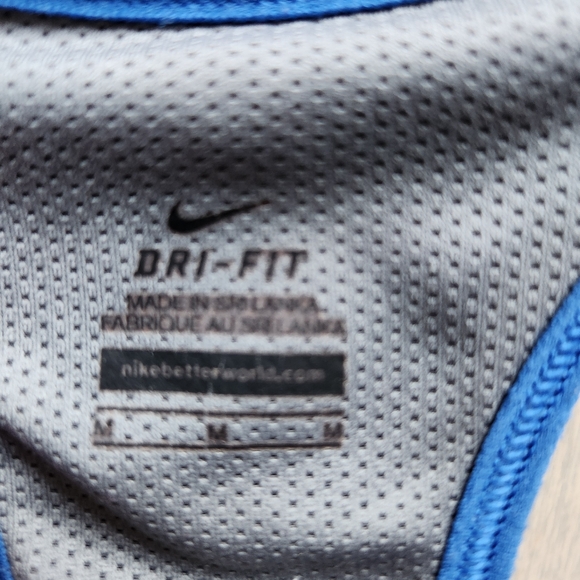 DRI-FIT
MADE IN SRI LANKA
FABRIQUE AU SRI LANKA
nikebetterworld.com
M M M